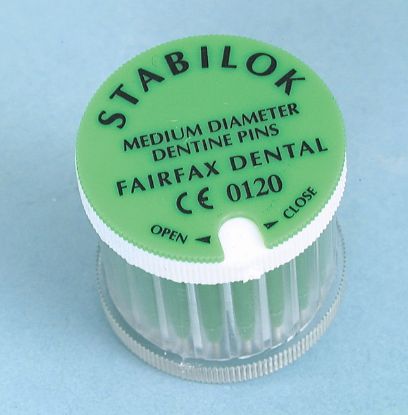 STABILOK
MEDIUM DIAMETER
DENTINE PINS
FAIRFAX DENTAL
CE 0120
OPEN ◄ ► CLOSE